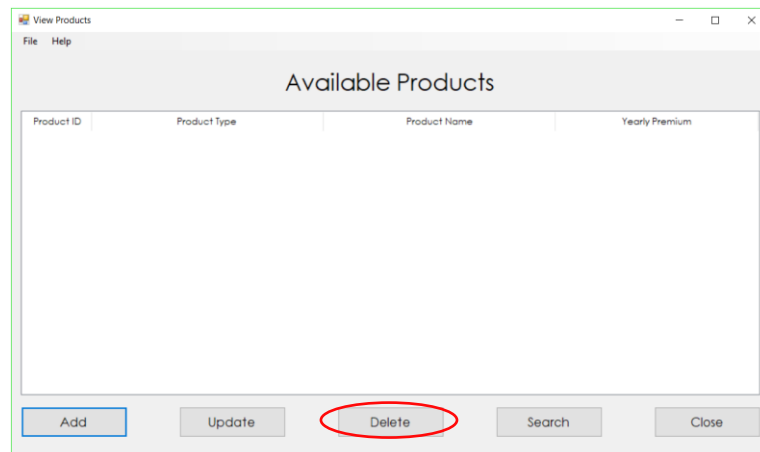 View Products
File Help
Available Products
Product ID Product Type Product Name Yearly Premium
Add Update Delete Search Close